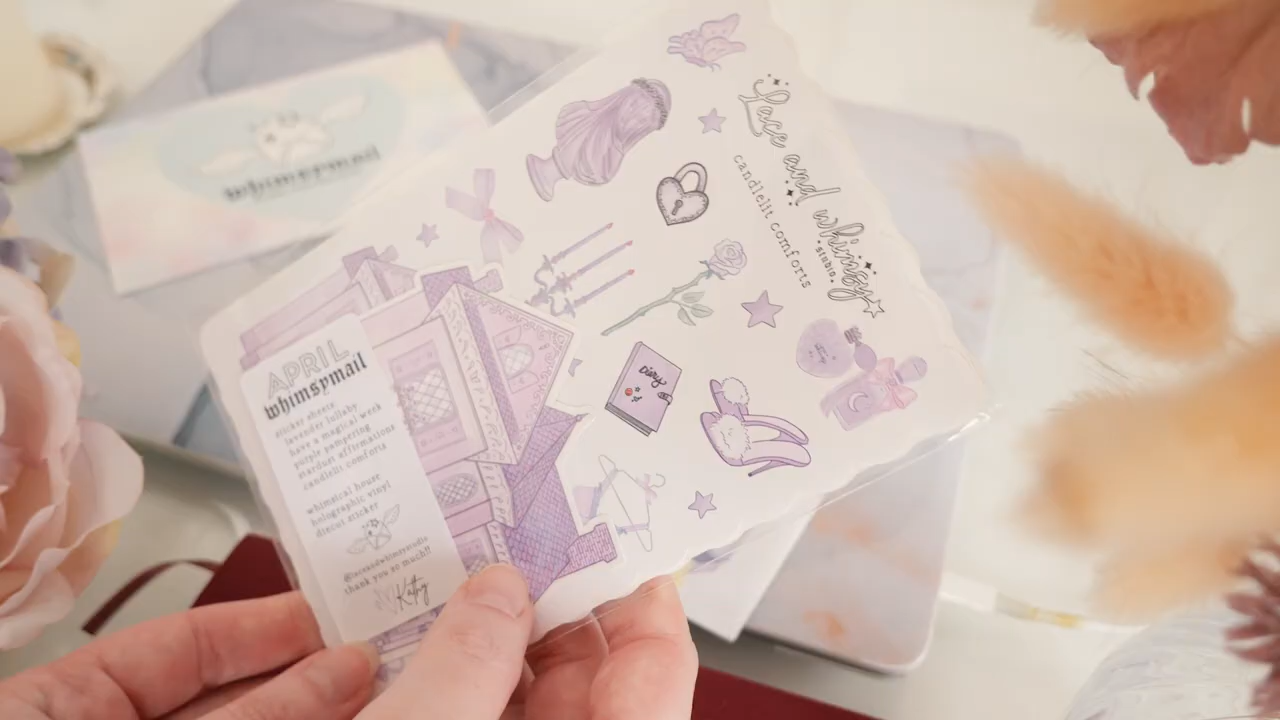 whimsymail
Lace and whimsy
.studio.
candlelit comforts
diary
APRIL
whimsymail
sticker sheets
lavender lullaby
have a magical week
purple pampering
stardust affirmations
candlelit comforts
whimsical house
holographic vinyl
diecut sticker
@laceandwhimsystudio
thank you so much!!
Kathy